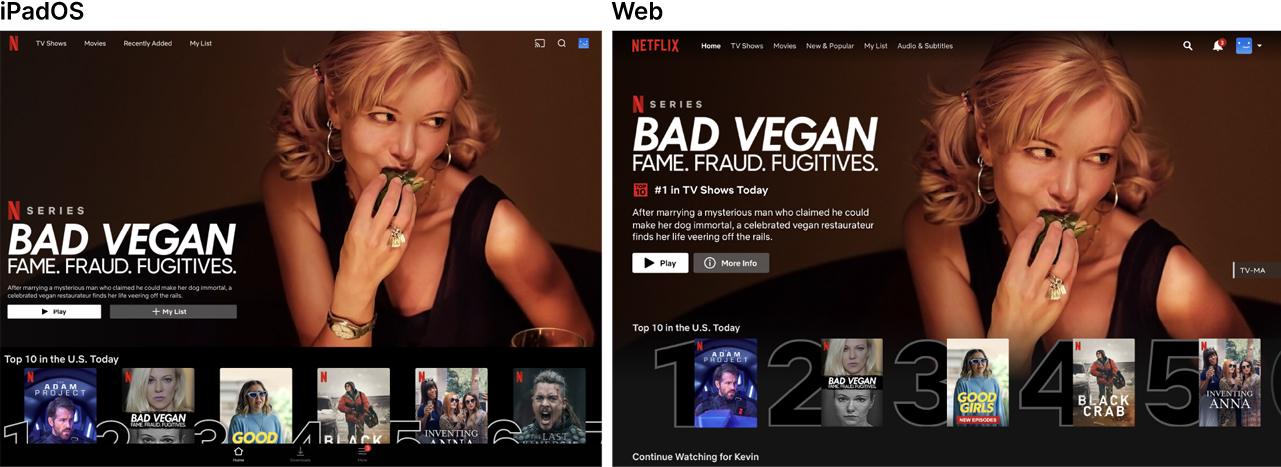 iPadOS
N
TV Shows
Movies
Recently Added
My List
N SERIES
BAD VEGAN
FAME. FRAUD. FUGITIVES.
After marrying a mysterious man who claimed he could make her dog immortal, a
celebrated vegan restaurateur finds her life veering off the rails.
Play
+ My List
Top 10 in the U.S. Today
N
ADAM
PROJECT
1
BAD VEGAN
FAME. FRAUD. FUGITIVES.
2
GOOD
3
N
BLACK
4
N
INVENTING
ANNA
5
N
LAST
6
7
Home
Downloads
3
More
Web
NETFLIX
Home
TV Shows
Movies
New & Popular
My List
Audio & Subtitles
3
N SERIES
BAD VEGAN
FAME. FRAUD. FUGITIVES.
TOP
10
#1 in TV Shows Today
After marrying a mysterious man who claimed he could
make her dog immortal, a celebrated vegan restaurateur
finds her life veering off the rails.
Play
More Info
TV-MA
Top 10 in the U.S. Today
1
N
ADAM
PROJECT
2
N
BAD VEGAN
FAME. FRAUD. FUGITIVES.
3
GOOD
GIRLS
NEW EPISODES
4
N
BLACK
CRAB
5
N
INVENTING
ANNA
6
Continue Watching for Kevin